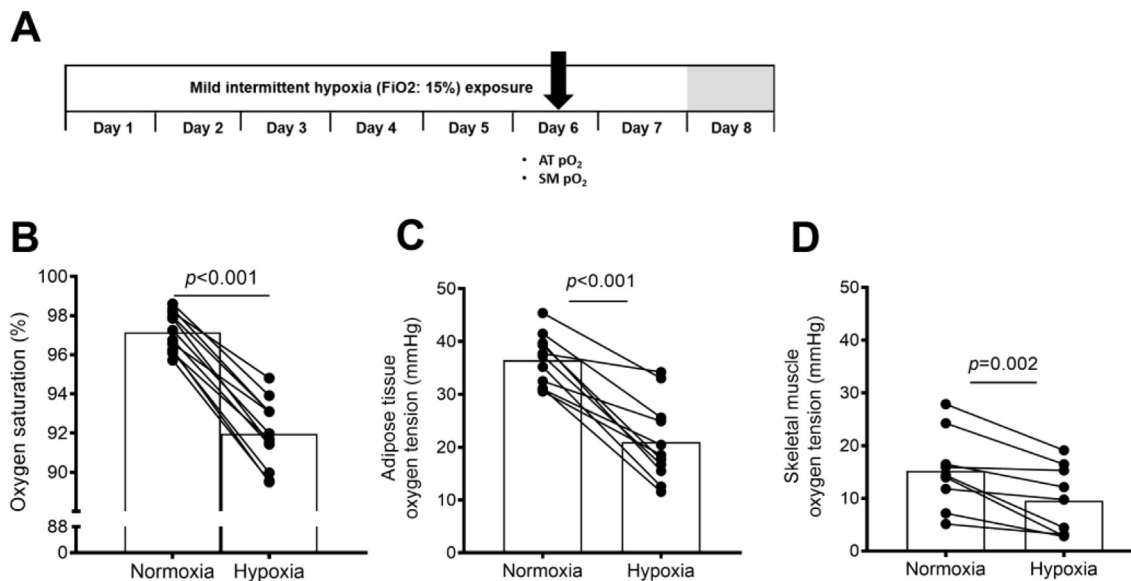 A
Mild intermittent hypoxia (FiO2: 15%) exposure
Day 1 Day 2 Day 3 Day 4 Day 5 Day 6 Day 7 Day 8
• AT pO₂
• SM pO₂
B
Oxygen saturation (%)
100
98
96
94
92
90
88
0
p<0.001
Normoxia Hypoxia
C
Adipose tissue
oxygen tension (mmHg)
50
40
30
20
10
0
p<0.001
Normoxia Hypoxia
D
Skeletal muscle
oxygen tension (mmHg)
50
40
30
20
10
0
p=0.002
Normoxia Hypoxia